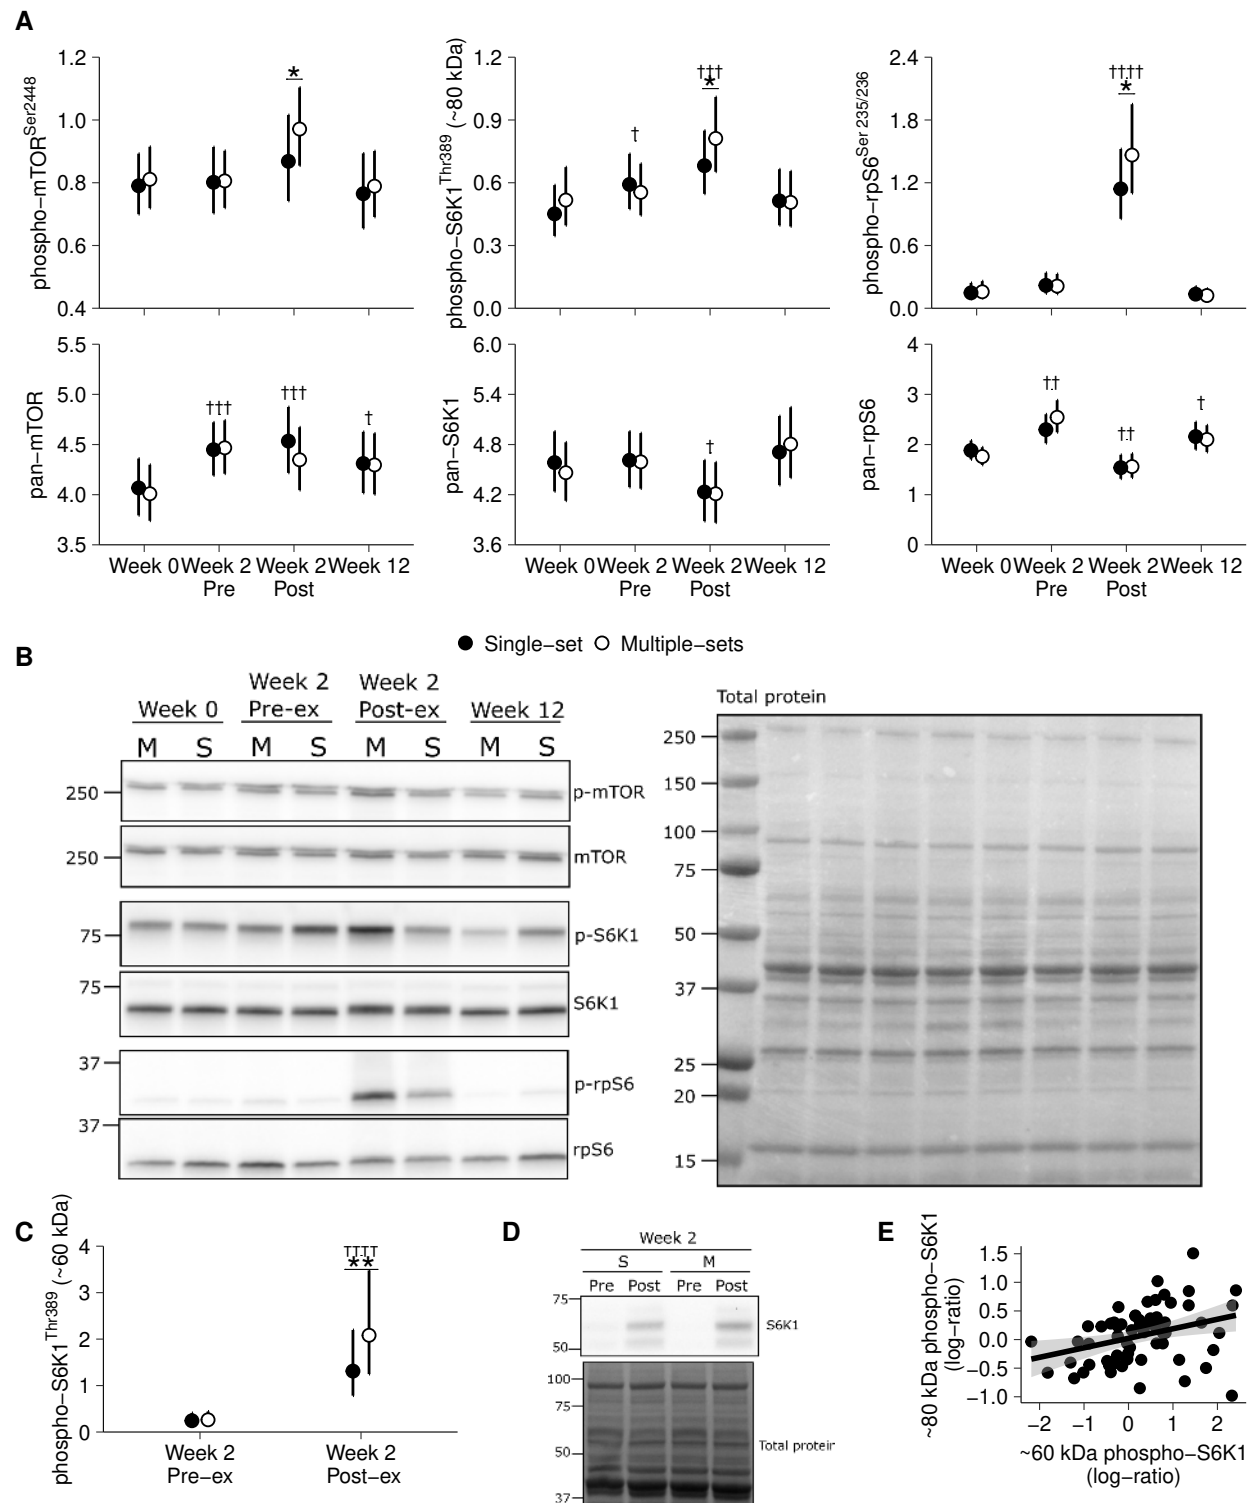 A
phospho−mTORSer2448
1.2
1.0
0.8
0.6
0.4
*
phospho−S6K1Thr389 (~80 kDa)
1.2
0.9
0.6
0.3
0.0
†
†††
*
phospho−rpS6Ser 235/236
2.4
1.8
1.2
0.6
0.0
††††
*
pan−mTOR
5.5
5.0
4.5
4.0
3.5
†††
†††
†
Week 0 Week 2 Week 2 Week 12
Pre Post
pan−S6K1
6.0
5.4
4.8
4.2
3.6
†
Week 0 Week 2 Week 2 Week 12
Pre Post
pan−rpS6
4
3
2
1
0
††
††
†
Week 0 Week 2 Week 2 Week 12
Pre Post
Single−set Multiple−sets
B
Week 0 Week 2 Pre-ex Week 2 Post-ex Week 12
M S M S M S M S
250 p-mTOR
250 mTOR
75 p-S6K1
75 S6K1
37 p-rpS6
37 rpS6
Total protein
250
150
100
75
50
37
25
20
15
C
phospho−S6K1Thr389 (~60 kDa)
4
3
2
1
0
††††
**
Week 2 Week 2
Pre−ex Post−ex
D
Week 2
S M
Pre Post Pre Post
75
50
S6K1
100
75
50
37
Total protein
E
~80 kDa phospho−S6K1
(log−ratio)
1.5
1.0
0.5
0.0
−0.5
−1.0
−2 −1 0 1 2
~60 kDa phospho−S6K1
(log−ratio)